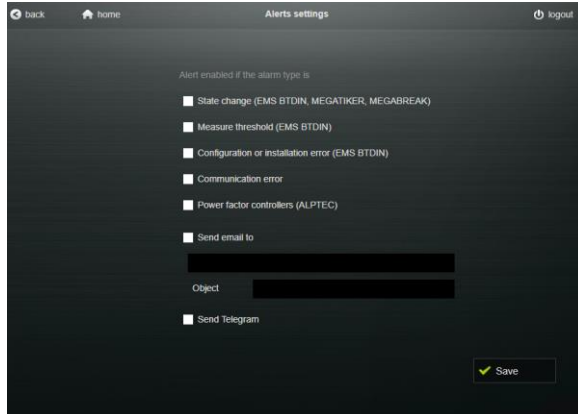 back
home
Alerts settings
logout
Alert enabled if the alarm type is
State change (EMS BTDIN, MEGATIKER, MEGABREAK)
Measure threshold (EMS BTDIN)
Configuration or installation error (EMS BTDIN)
Communication error
Power factor controllers (ALPTEC)
Send email to
Object
Send Telegram
Save